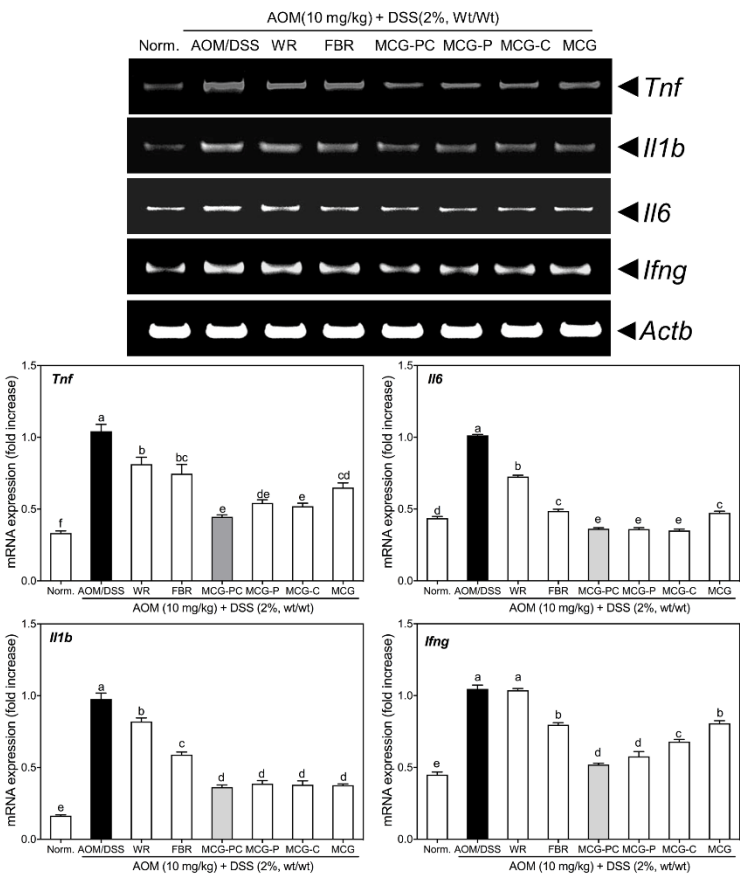 AOM(10 mg/kg) + DSS(2%, Wt/Wt)
Norm. AOM/DSS WR FBR MCG-PC MCG-P MCG-C MCG
◄Tnf
◄Il1b
◄Il6
◄Ifng
◄Actb
Tnf
mRNA expression (fold increase)
1.5
1.0
0.5
0.0
f a b bc e de e cd
Norm. AOM/DSS WR FBR MCG-PC MCG-P MCG-C MCG
AOM (10 mg/kg) + DSS (2%, wt/wt)
Il6
mRNA expression (fold increase)
1.5
1.0
0.5
0.0
d a b c e e e c
Norm. AOM/DSS WR FBR MCG-PC MCG-P MCG-C MCG
AOM (10 mg/kg) + DSS (2%, wt/wt)
Il1b
mRNA expression (fold increase)
1.5
1.0
0.5
0.0
e a b c d d d d
Norm. AOM/DSS WR FBR MCG-PC MCG-P MCG-C MCG
AOM (10 mg/kg) + DSS (2%, wt/wt)
Ifng
mRNA expression (fold increase)
1.5
1.0
0.5
0.0
e a a b d d c b
Norm. AOM/DSS WR FBR MCG-PC MCG-P MCG-C MCG
AOM (10 mg/kg) + DSS (2%, wt/wt)